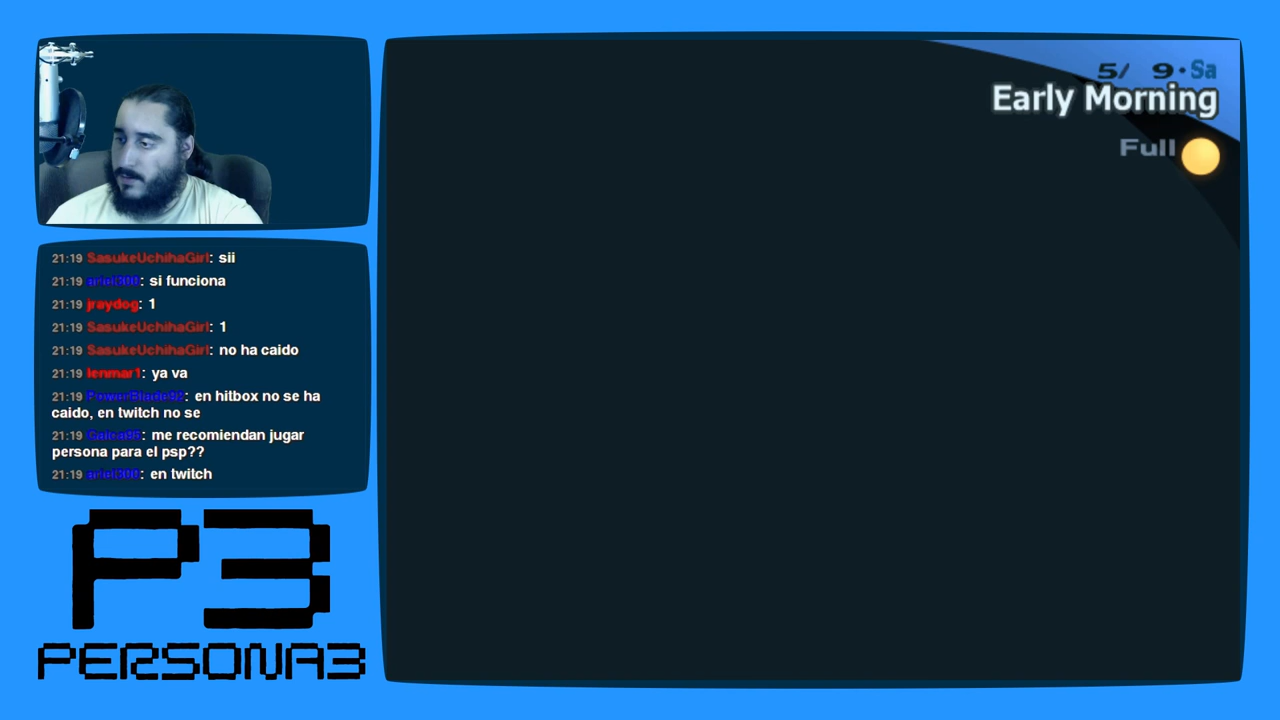 5/ 9・Sa
Early Morning
Full
21:19 SasukeUchihaGirl: sii
21:19 ariel300: si funciona
21:19 jraydog: 1
21:19 SasukeUchihaGirl: 1
21:19 SasukeUchihaGirl: no ha caido
21:19 lenmar1: ya va
21:19 : en hitbox no se ha
caido, en twitch no se
21:19 : me recomiendan jugar
persona para el psp??
21:19 ariel300: en twitch
P3
PERSONA3